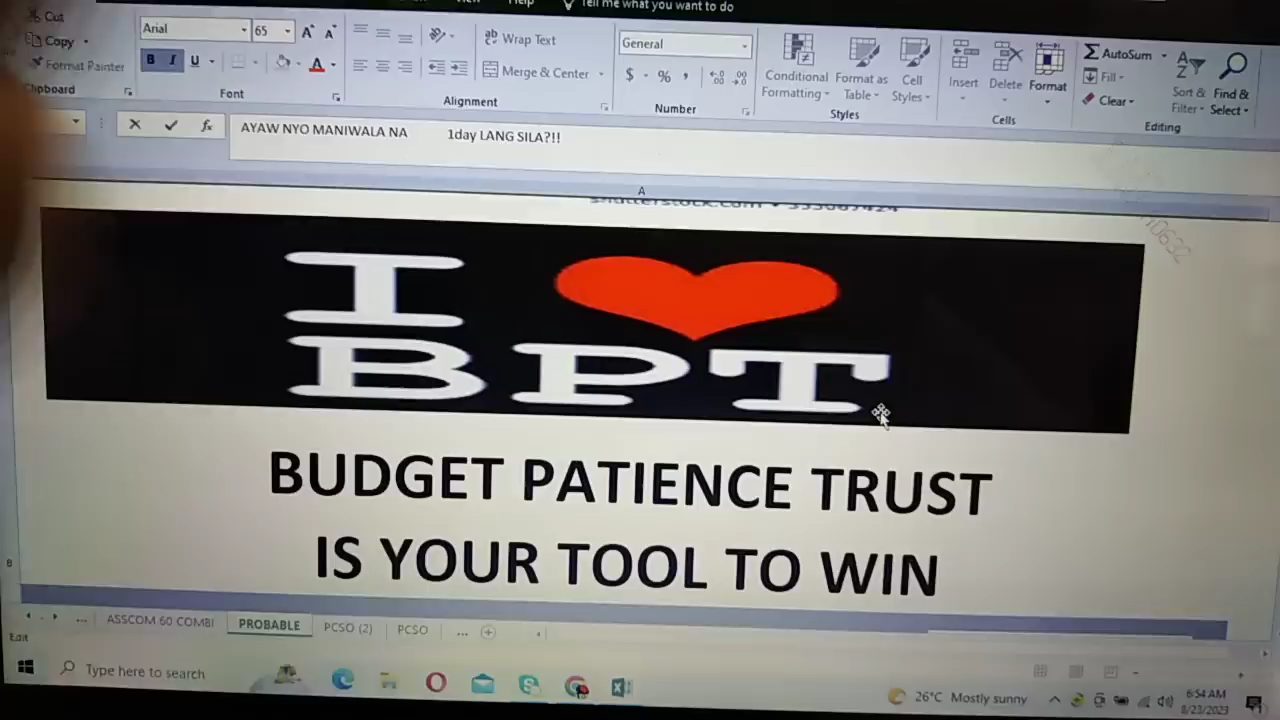 Help Tell me what you want to do
Cut
Copy
Format Painter
Clipboard
Arial 65
B I U
Font
Wrap Text
Merge & Center
Alignment
General
$ % ,
Number
Conditional Formatting
Format as Table
Cell Styles
Styles
Insert Delete Format
Cells
AutoSum
Fill
Clear
Sort & Filter
Find & Select
Editing
fx AYAW NYO MANIWALA NA 1day LANG SILA?!!
A
I
BPT
BUDGET PATIENCE TRUST
IS YOUR TOOL TO WIN
8
... ASSCOM 60 COMBI PROBABLE PCSO (2) PCSO ...
Edit
Type here to search
26°C Mostly sunny
6:54 AM
8/23/2023